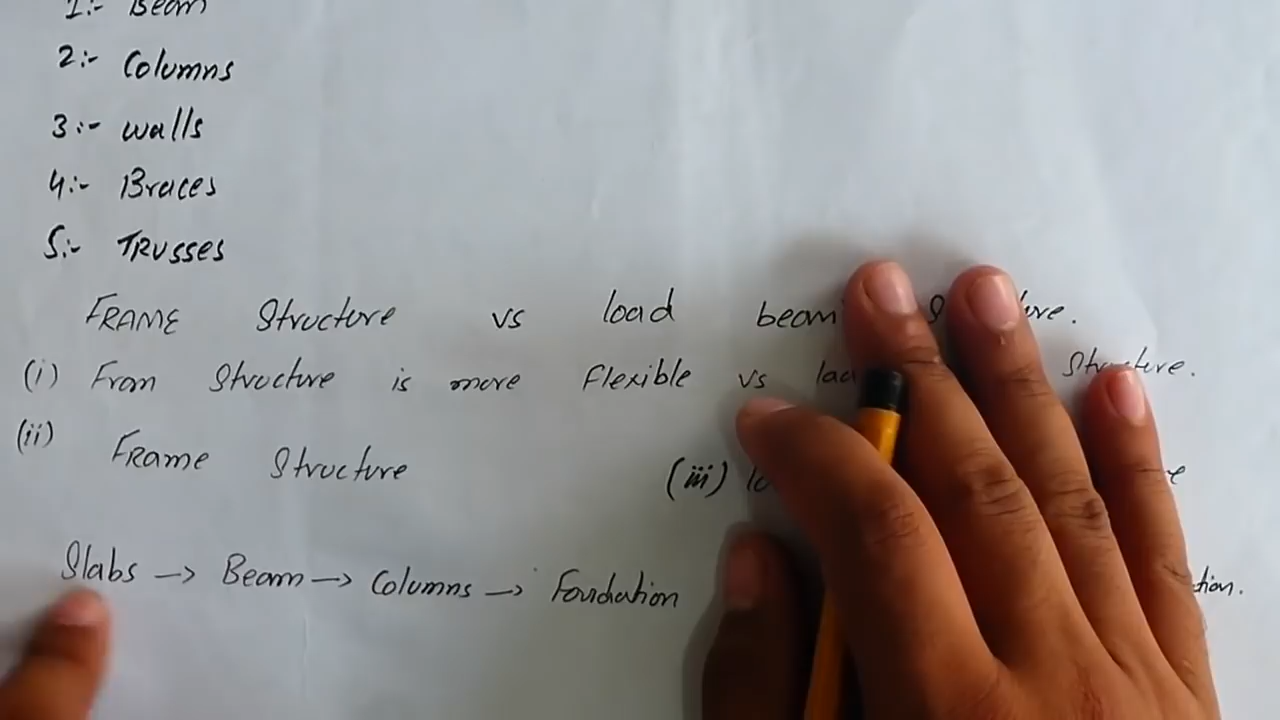 1:- Beam
2:- Columns
3:- walls
4:- Braces
5:- TRUSSES
FRAME Structure vs load beam
(i) From Structure is more Flexible vs Structure.
(ii) Frame Structure (iii)
Slabs → Beam → Columns → Foundation